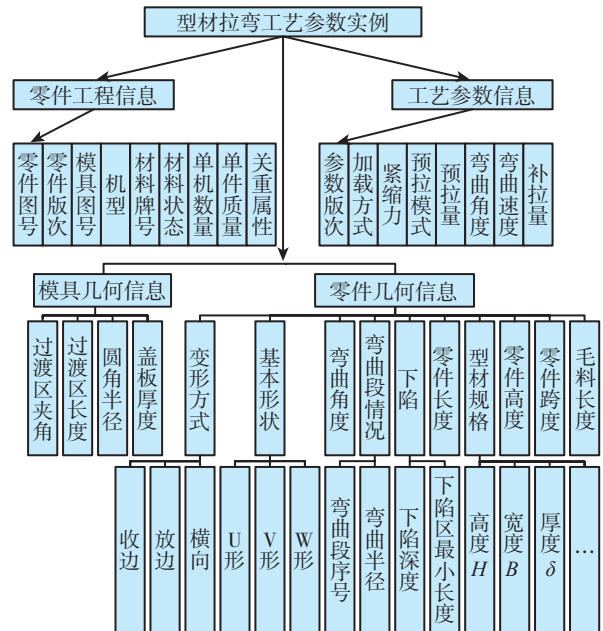 型材拉弯工艺参数实例
零件工程信息
工艺参数信息
零件图号
零件版次
模具图号
机型
材料牌号
材料状态
单机数量
单件质量
关重属性
参数版次
加载方式
紧缩力
预拉模式
预拉量
弯曲角度
弯曲速度
补拉量
模具几何信息
零件几何信息
过渡区夹角
过渡区长度
圆角半径
盖板厚度
变形方式
基本形状
弯曲角度
弯曲段情况
下陷
零件长度
型材规格
零件高度
零件跨度
毛料长度
收边
放边
横向
U形
V形
W形
弯曲段序号
弯曲半径
下陷深度
下陷区最小长度
高度H
宽度B
厚度δ
…